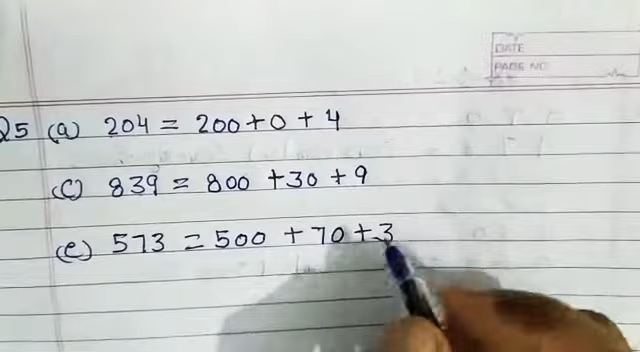 DATE
PAGE NO.
Q5 (a) 204 = 200+0+4
(C) 839 = 800 +30+9
(e) 573 = 500 +70+3